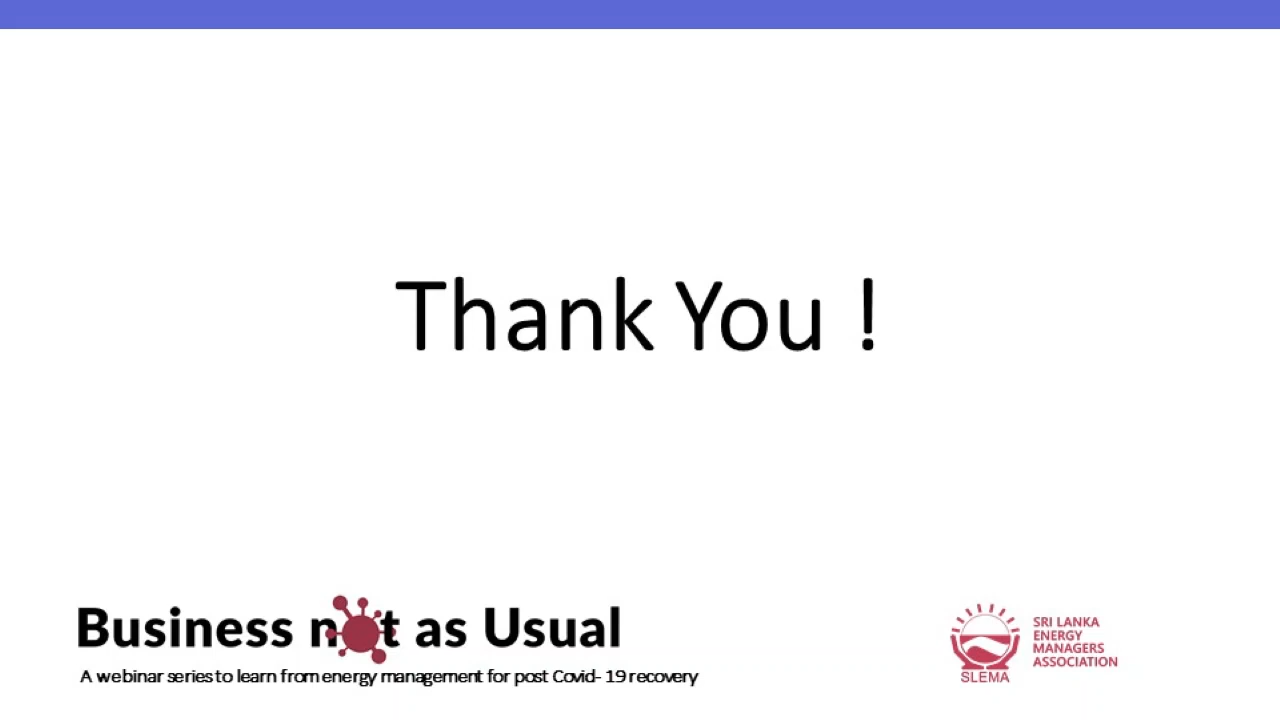 Thank You !
Business not as Usual
A webinar series to learn from energy management for post Covid- 19 recovery
SRI LANKA
ENERGY
MANAGERS
ASSOCIATION
SLEMA